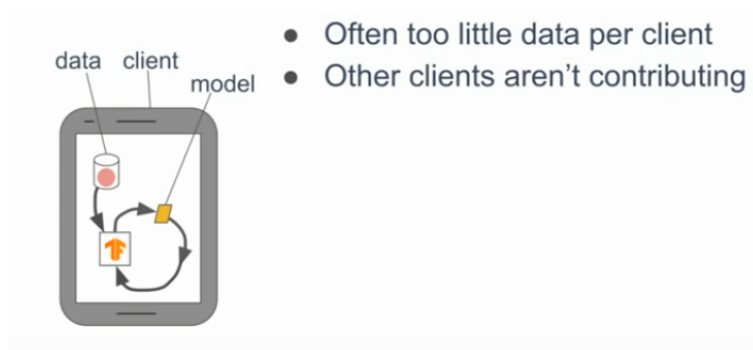 ● Often too little data per client
data client
● Other clients aren't contributing
model